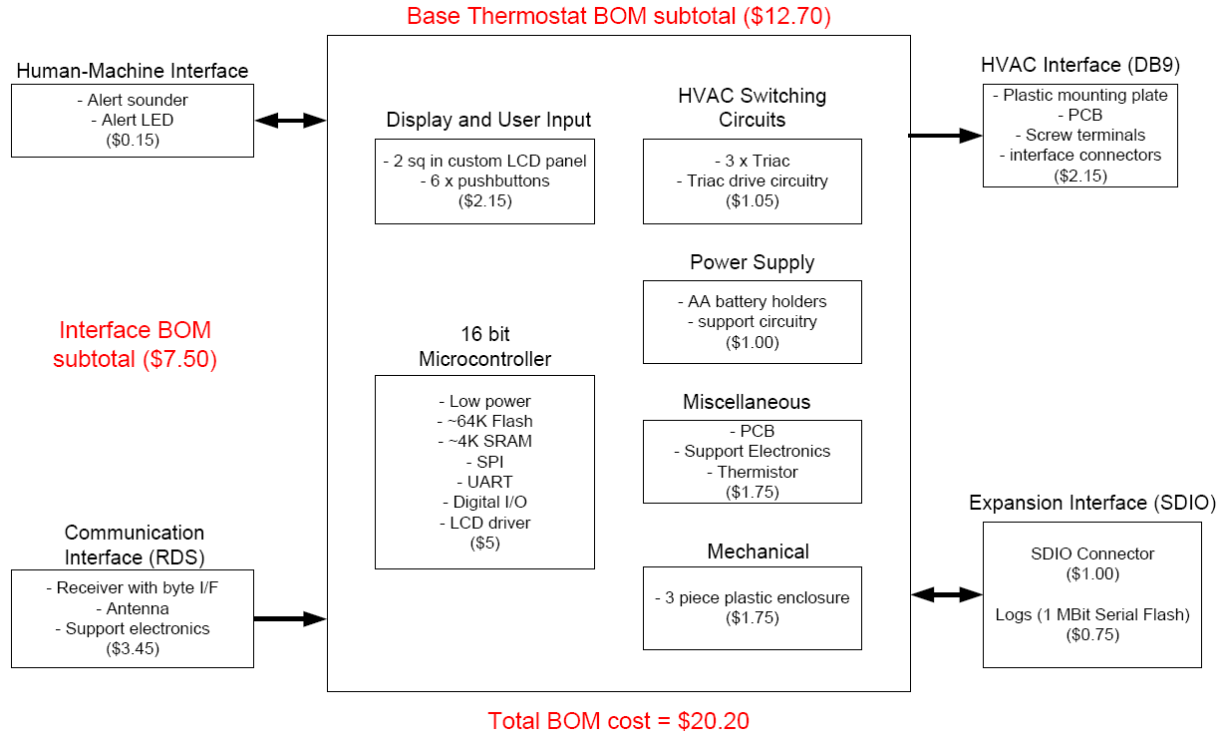 Base Thermostat BOM subtotal ($12.70)
Human-Machine Interface
- Alert sounder
- Alert LED
($0.15)
Display and User Input
- 2 sq in custom LCD panel
- 6 x pushbuttons
($2.15)
HVAC Switching
Circuits
- 3 x Triac
- Triac drive circuitry
($1.05)
HVAC Interface (DB9)
- Plastic mounting plate
- PCB
- Screw terminals
- interface connectors
($2.15)
Power Supply
- AA battery holders
- support circuitry
($1.00)
Interface BOM
subtotal ($7.50)
16 bit
Microcontroller
- Low power
- ~64K Flash
- ~4K SRAM
- SPI
- UART
- Digital I/O
- LCD driver
($5)
Miscellaneous
- PCB
- Support Electronics
- Thermistor
($1.75)
Communication
Interface (RDS)
- Receiver with byte I/F
- Antenna
- Support electronics
($3.45)
Mechanical
- 3 piece plastic enclosure
($1.75)
Expansion Interface (SDIO)
SDIO Connector
($1.00)
Logs (1 MBit Serial Flash)
($0.75)
Total BOM cost = $20.20